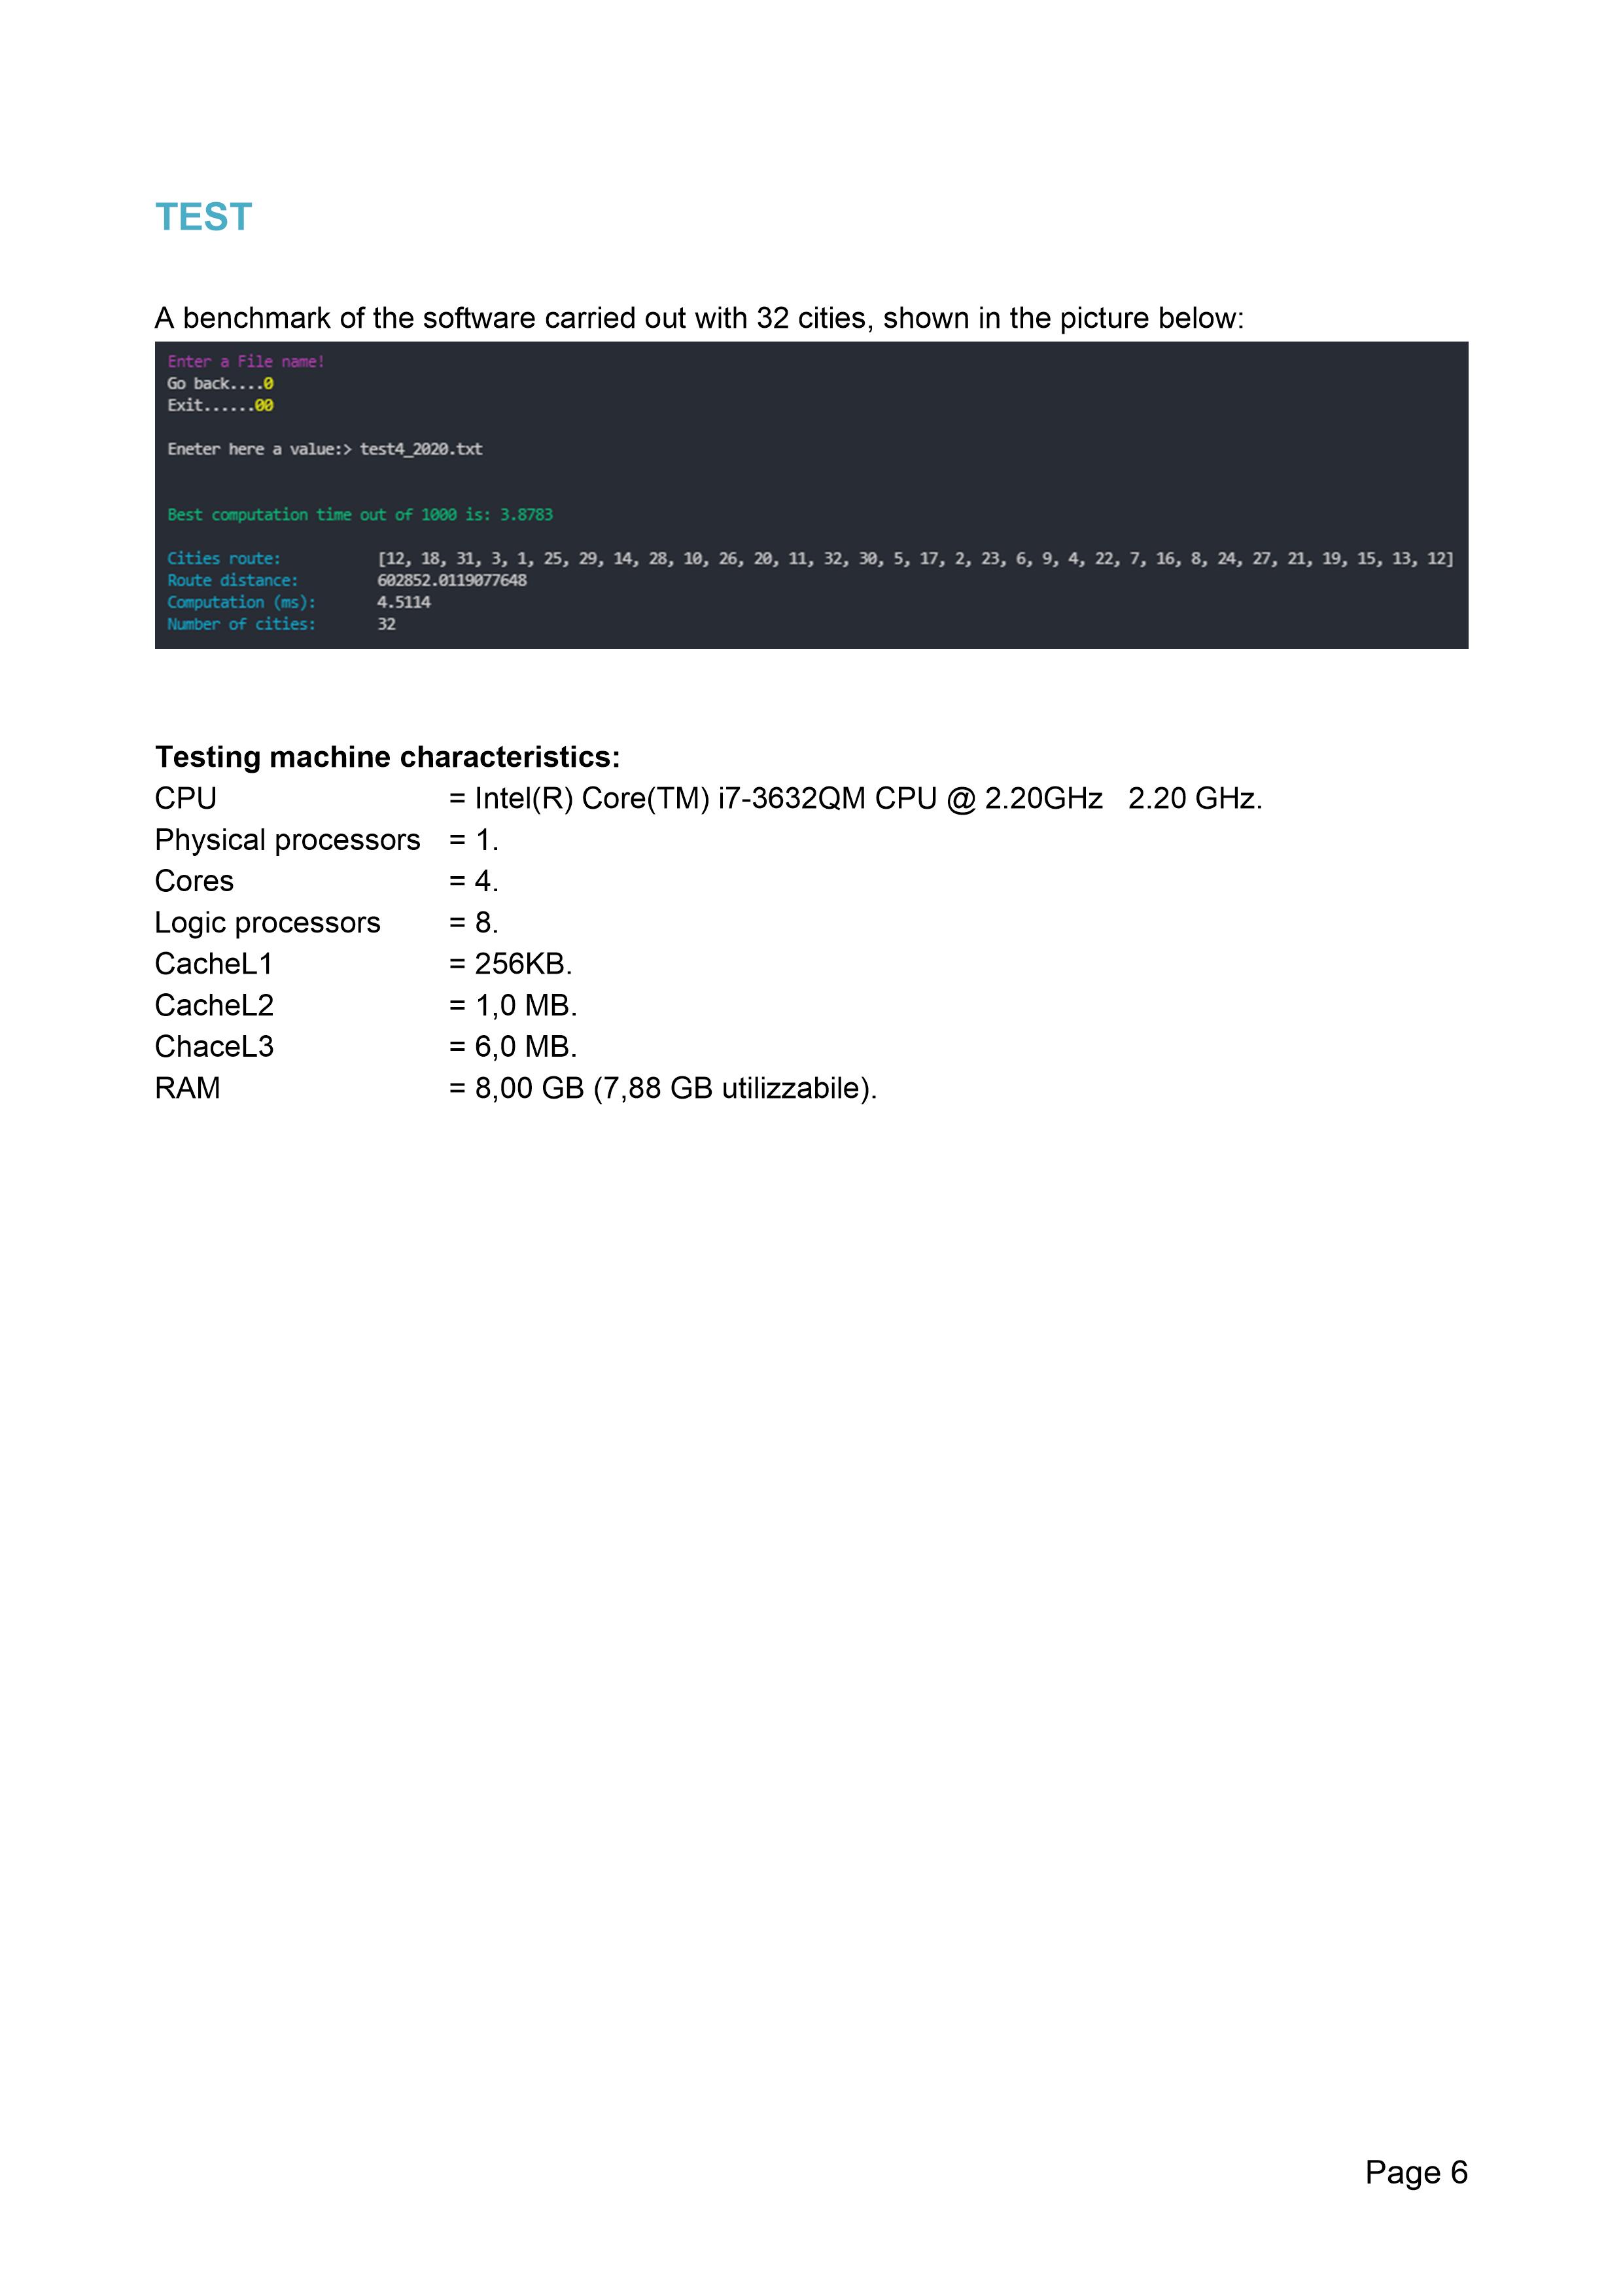 TEST
A benchmark of the software carried out with 32 cities, shown in the picture below:
Enter a File name!
Go back....0
Exit......00
Eneter here a value:> test4_2020.txt
Best computation time out of 1000 is: 3.8783
Cities route: [12, 18, 31, 3, 1, 25, 29, 14, 28, 10, 26, 20, 11, 32, 30, 5, 17, 2, 23, 6, 9, 4, 22, 7, 16, 8, 24, 27, 21, 19, 15, 13, 12]
Route distance: 602852.0119077648
Computation (ms): 4.5114
Number of cities: 32
Testing machine characteristics:
CPU = Intel(R) Core(TM) i7-3632QM CPU @ 2.20GHz 2.20 GHz.
Physical processors = 1.
Cores = 4.
Logic processors = 8.
CacheL1 = 256KB.
CacheL2 = 1,0 MB.
ChaceL3 = 6,0 MB.
RAM = 8,00 GB (7,88 GB utilizzabile).
Page 6